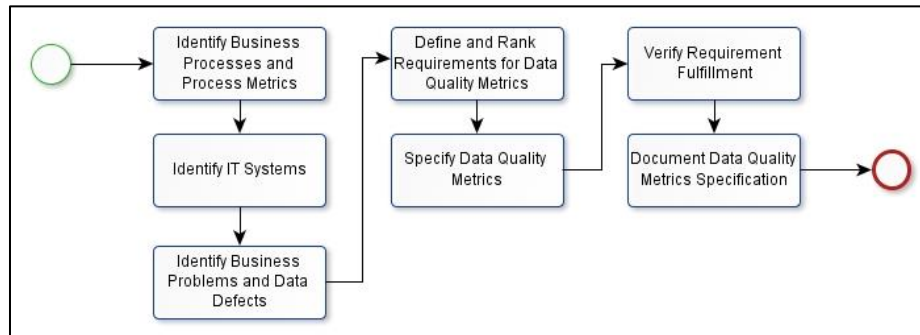 Identify Business
Processes and
Process Metrics
Identify IT Systems
Identify Business
Problems and Data
Defects
Define and Rank
Requirements for Data
Quality Metrics
Specify Data Quality
Metrics
Verify Requirement
Fulfillment
Document Data Quality
Metrics Specification